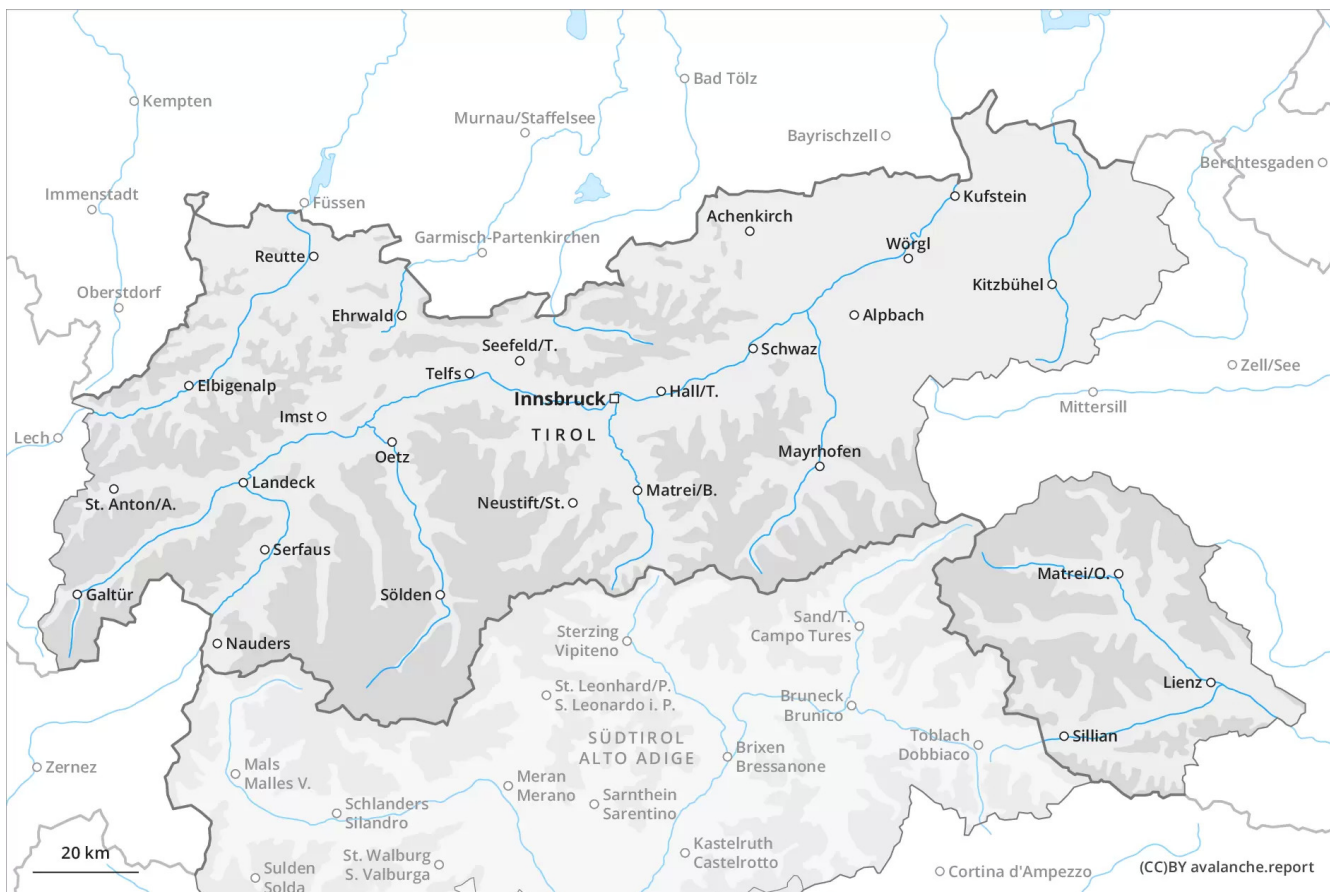 Bad Tölz
Kempten
Murnau/Staffelsee
Bayrischzell
Berchtesgaden
Immenstadt
Füssen
Kufstein
Achenkirch
Garmisch-Partenkirchen
Wörgl
Reutte
Kitzbühel
Oberstdorf
Ehrwald
Alpbach
Seefeld/T.
Schwaz
Zell/See
Telfs
Elbigenalp
Hall/T.
Innsbruck
Mittersill
Imst
Lech
TIROL
Oetz
Mayrhofen
Landeck
Matrei/B.
St. Anton/A.
Neustift/St.
Serfaus
Matrei/O.
Galtür
Sölden
Sand/T.
Campo Tures
Sterzing
Vipiteno
Nauders
Lienz
St. Leonhard/P.
S. Leonardo i. P.
Bruneck
Brunico
Sillian
Toblach
Dobbiaco
SÜDTIROL
ALTO ADIGE
Brixen
Bressanone
Zernez
Mals
Malles V.
Meran
Merano
Sarnthein
Sarentino
Schlanders
Silandro
Kastelruth
Castelrotto
20 km
St. Walburg
S. Valburga
Sulden
Solda
Cortina d'Ampezzo
(CC)BY avalanche.report